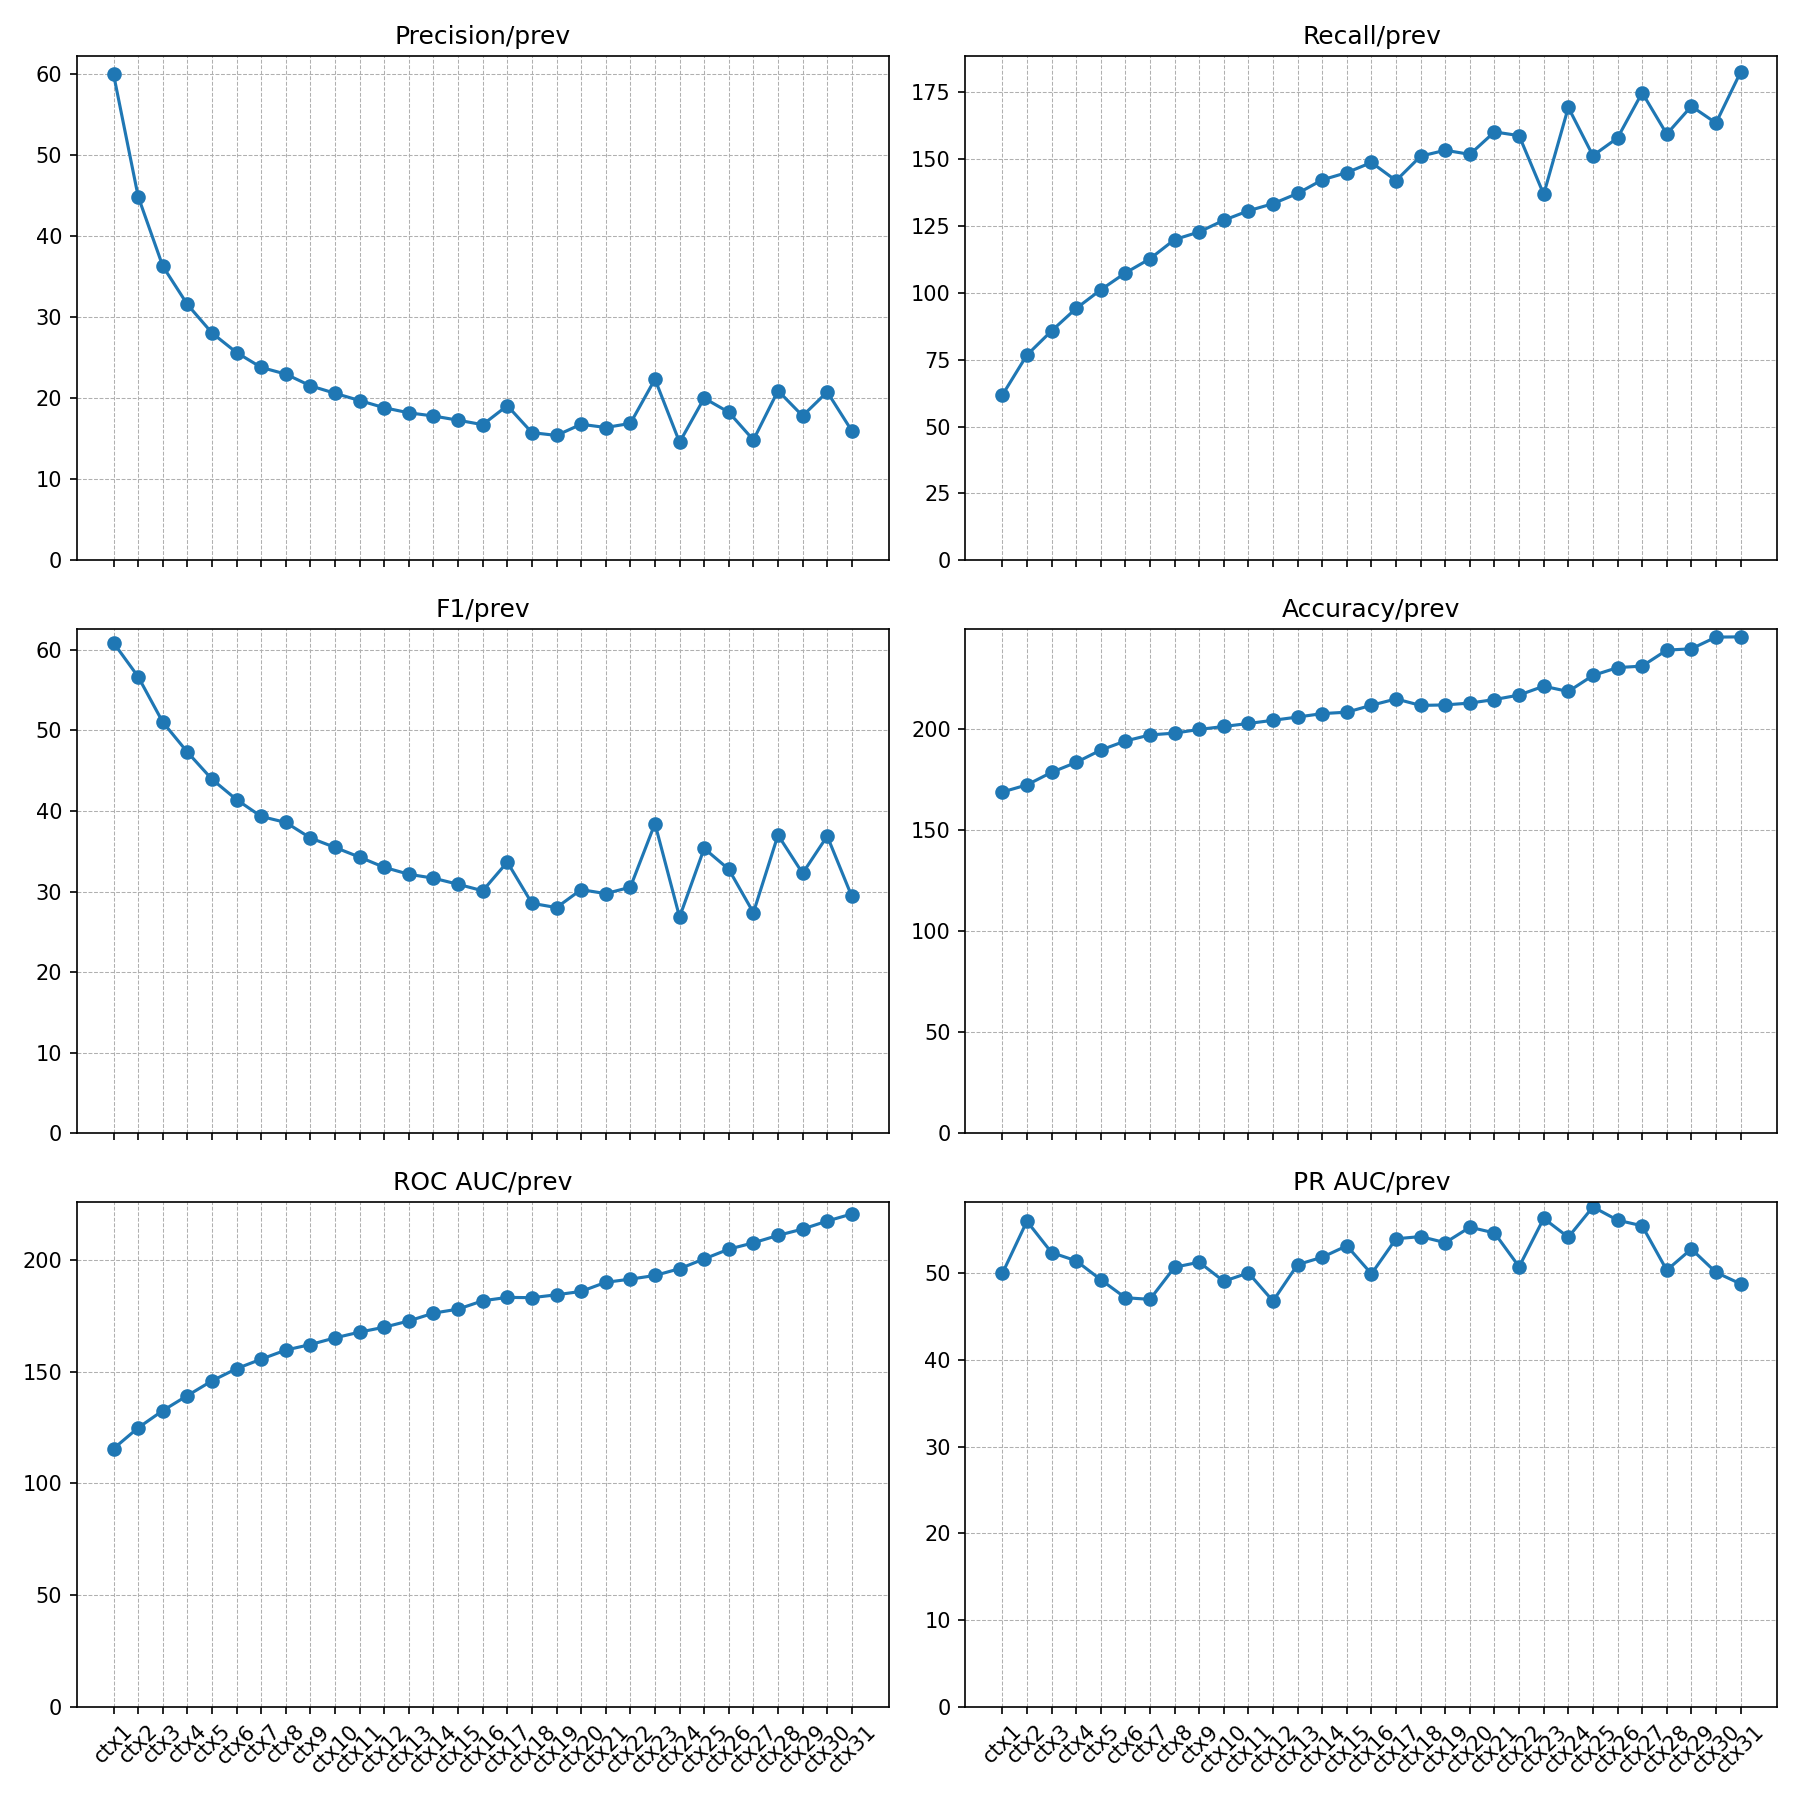 Precision/prev
60
50
40
30
20
10
0
Recall/prev
175
150
125
100
75
50
25
0
F1/prev
60
50
40
30
20
10
0
Accuracy/prev
200
150
100
50
0
ROC AUC/prev
200
150
100
50
0
ctx1
ctx2
ctx3
ctx4
ctx5
ctx6
ctx7
ctx8
ctx9
ctx10
ctx11
ctx12
ctx13
ctx14
ctx15
ctx16
ctx17
ctx18
ctx19
ctx20
ctx21
ctx22
ctx23
ctx24
ctx25
ctx26
ctx27
ctx28
ctx29
ctx30
ctx31
PR AUC/prev
50
40
30
20
10
0
ctx1
ctx2
ctx3
ctx4
ctx5
ctx6
ctx7
ctx8
ctx9
ctx10
ctx11
ctx12
ctx13
ctx14
ctx15
ctx16
ctx17
ctx18
ctx19
ctx20
ctx21
ctx22
ctx23
ctx24
ctx25
ctx26
ctx27
ctx28
ctx29
ctx30
ctx31